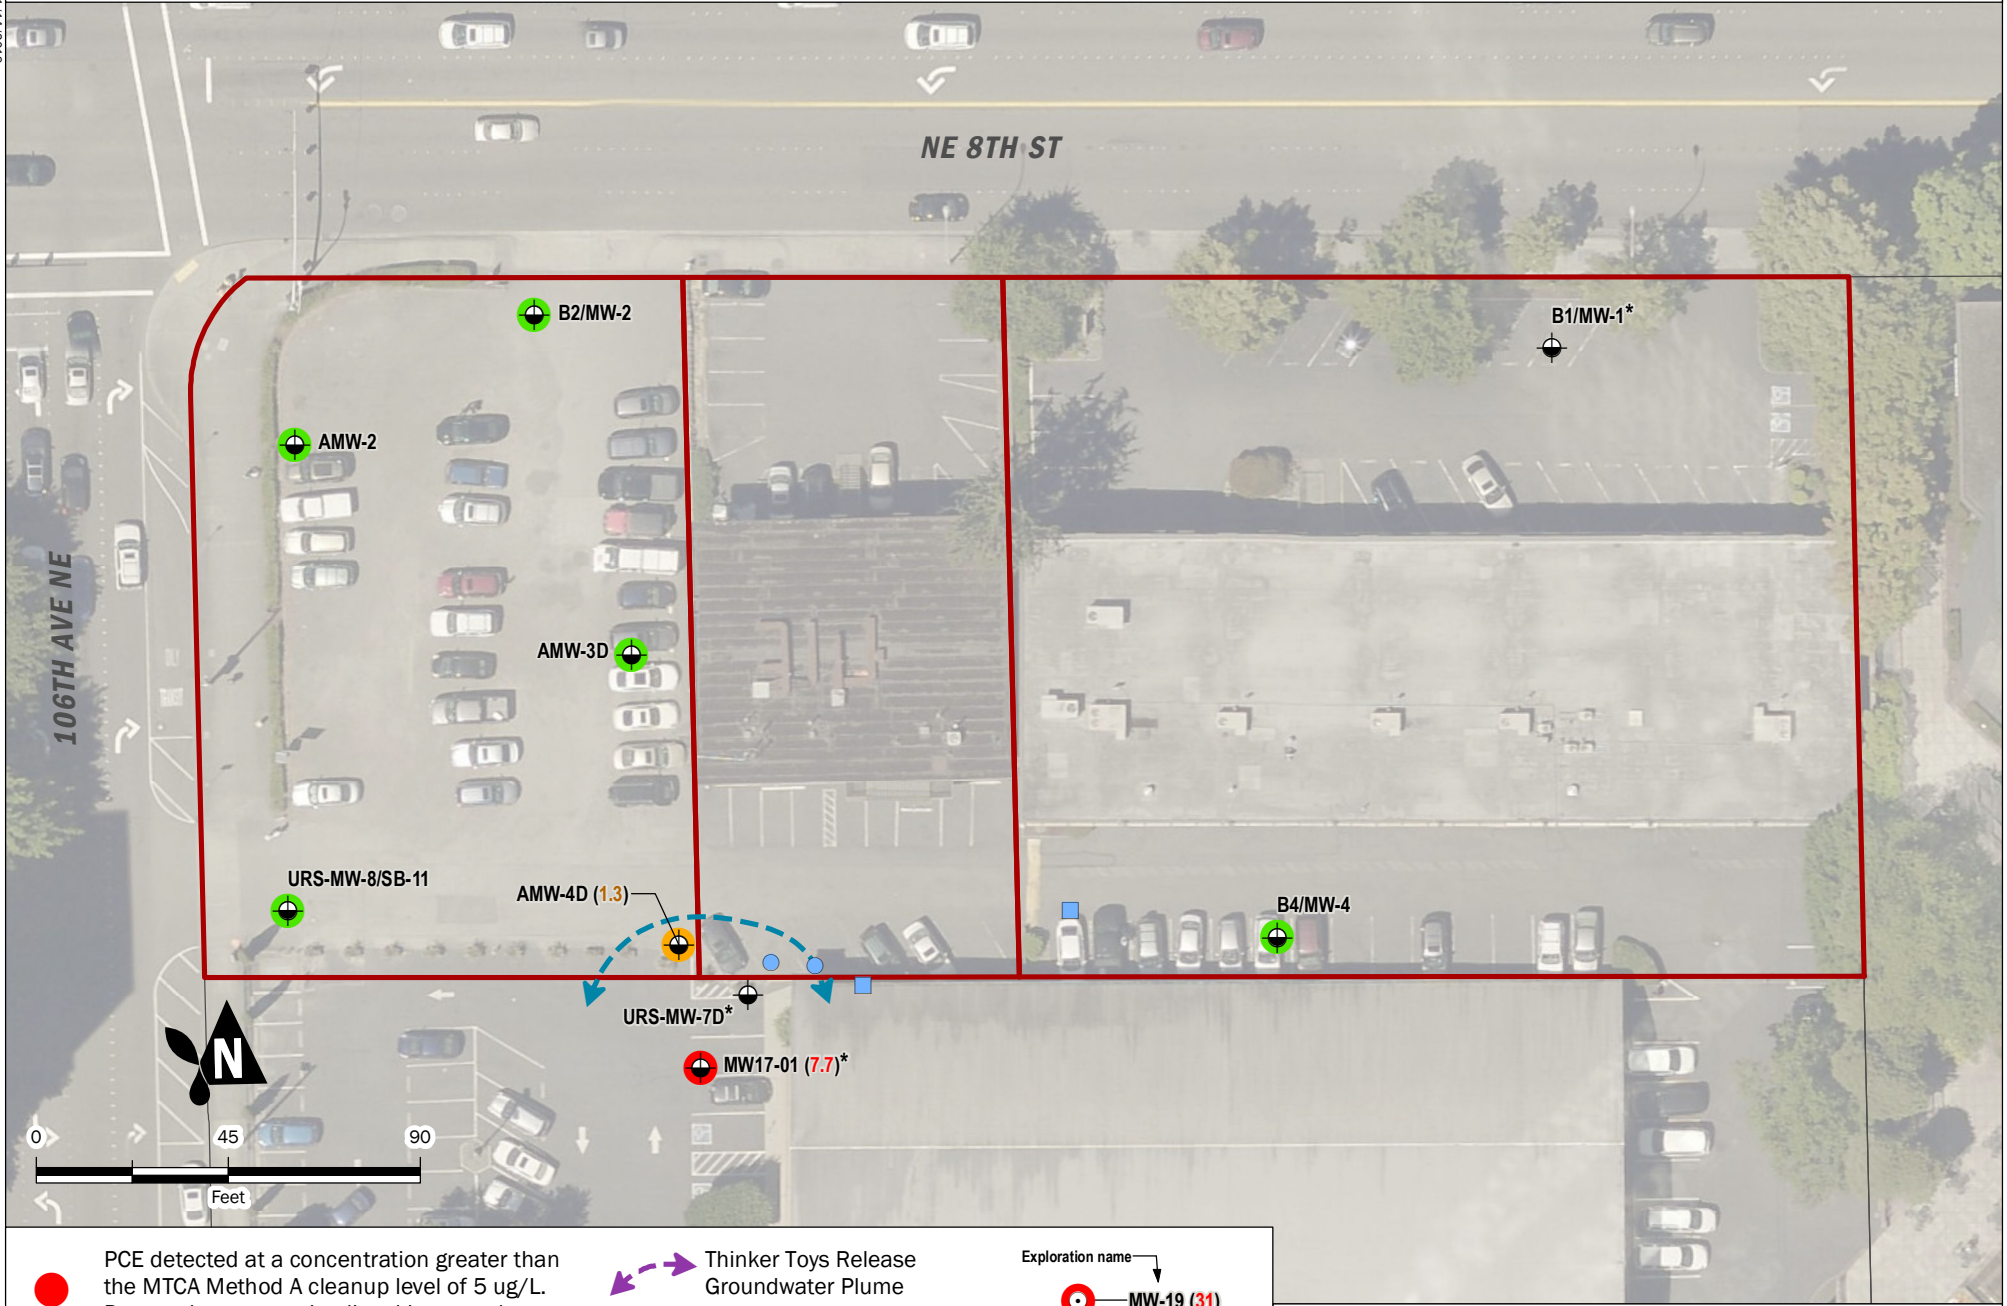 NE 8TH ST
B2/MW-2
B1/MW-1*
AMW-2
106TH AVE NE
AMW-3D
URS-MW-8/SB-11
AMW-4D (1.3)
B4/MW-4
URS-MW-7D*
MW17-01 (7.7)*
N
0 45 90
Feet
PCE detected at a concentration greater than
the MTCA Method A cleanup level of 5 ug/L.
Thinker Toys Release
Groundwater Plume
Exploration name
MW-19 (31)